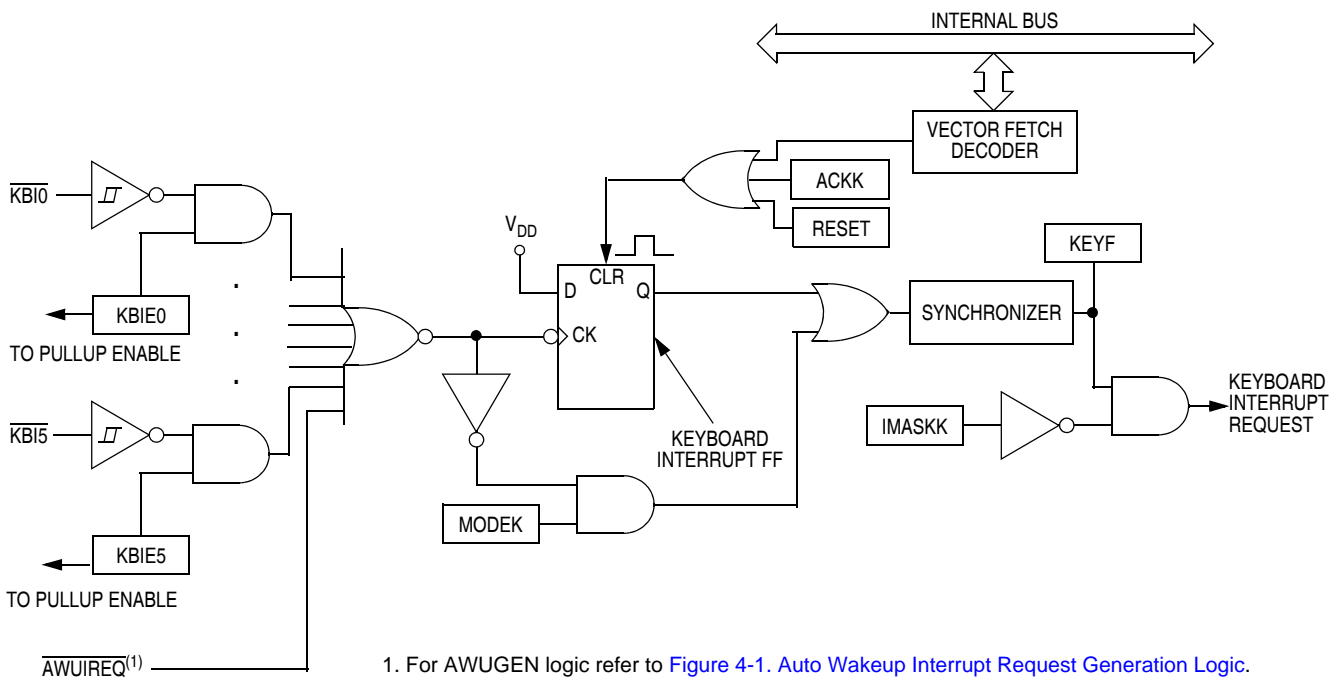 INTERNAL BUS
VECTOR FETCH
DECODER
ACKK
RESET
KBI0
VDD
KEYF
CLR
D
Q
CK
SYNCHRONIZER
KBIE0
TO PULLUP ENABLE
KBI5
KEYBOARD
INTERRUPT FF
IMASKK
KEYBOARD
INTERRUPT
REQUEST
MODEK
KBIE5
TO PULLUP ENABLE
AWUIREQ(1)
1. For AWUGEN logic refer to Figure 4-1. Auto Wakeup Interrupt Request Generation Logic.